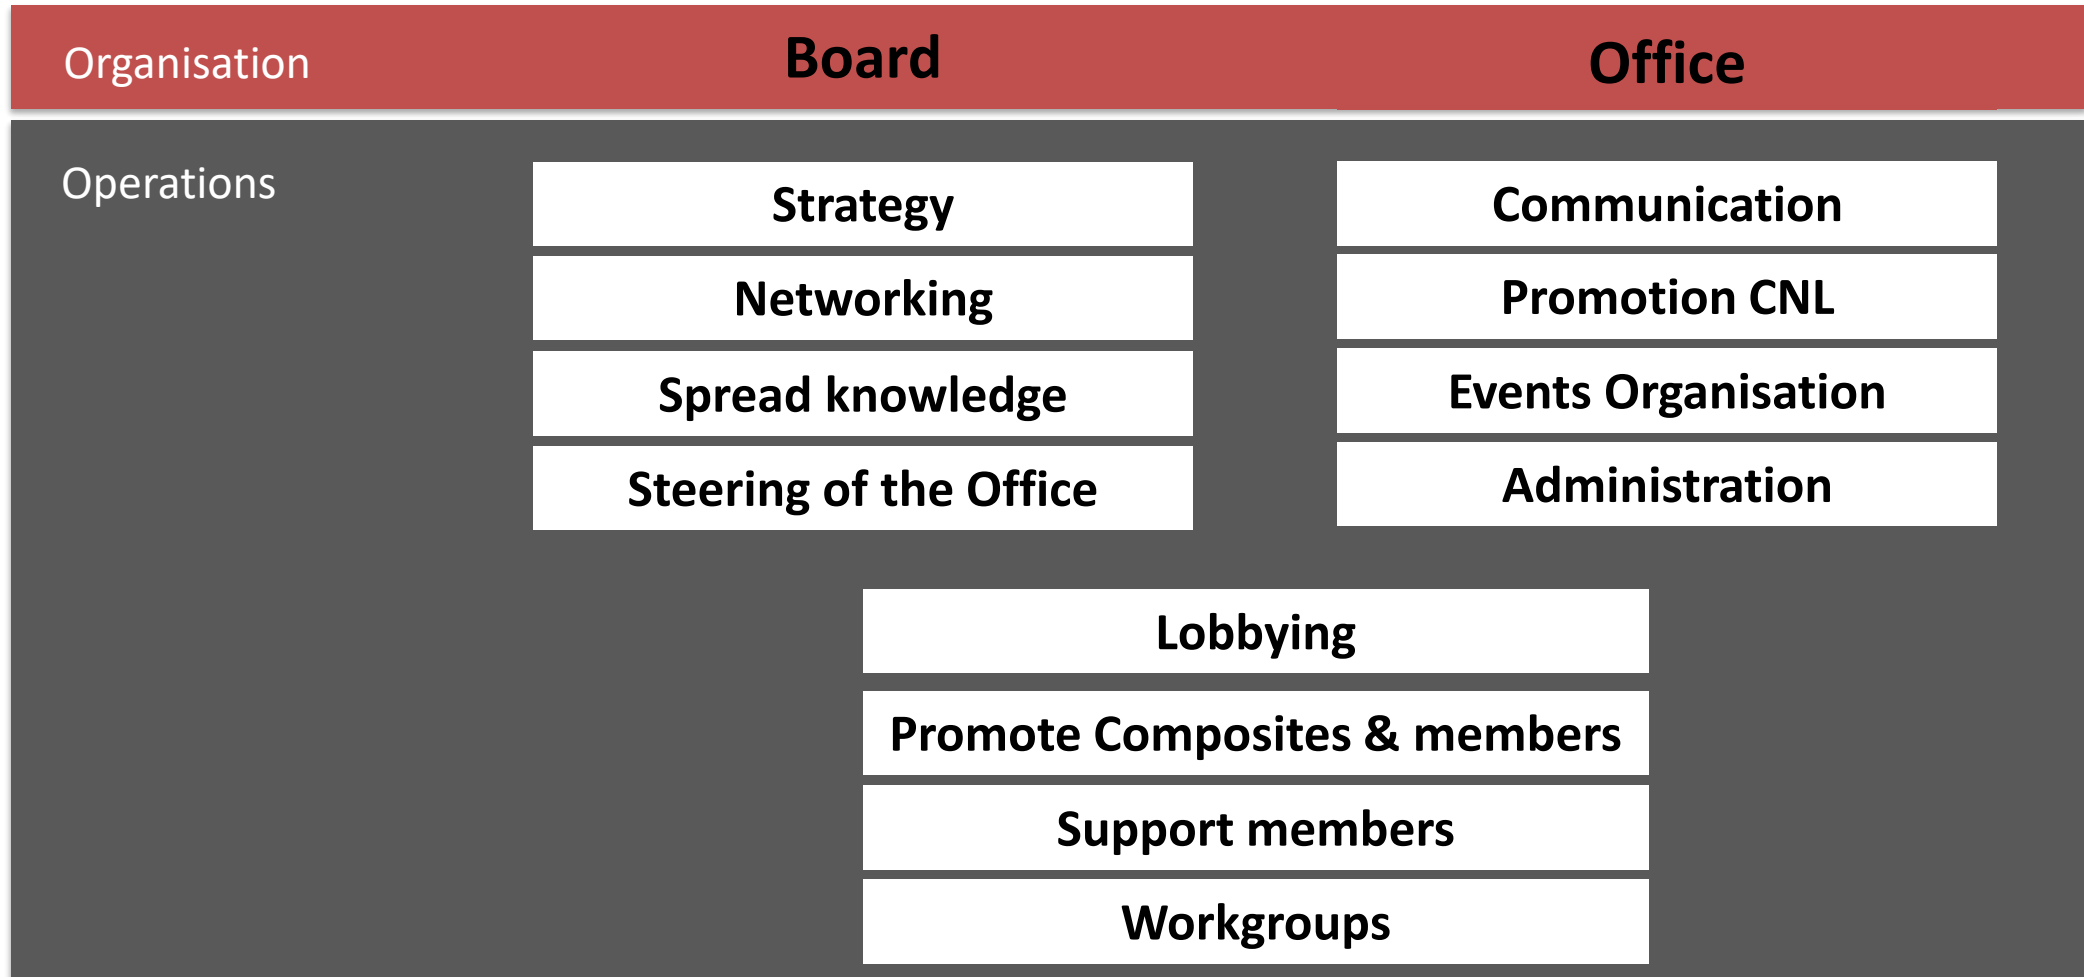 Organisation
Board
Office
Operations
Strategy
Networking
Spread knowledge
Steering of the Office
Communication
Promotion CNL
Events Organisation
Administration
Lobbying
Promote Composites & members
Support members
Workgroups